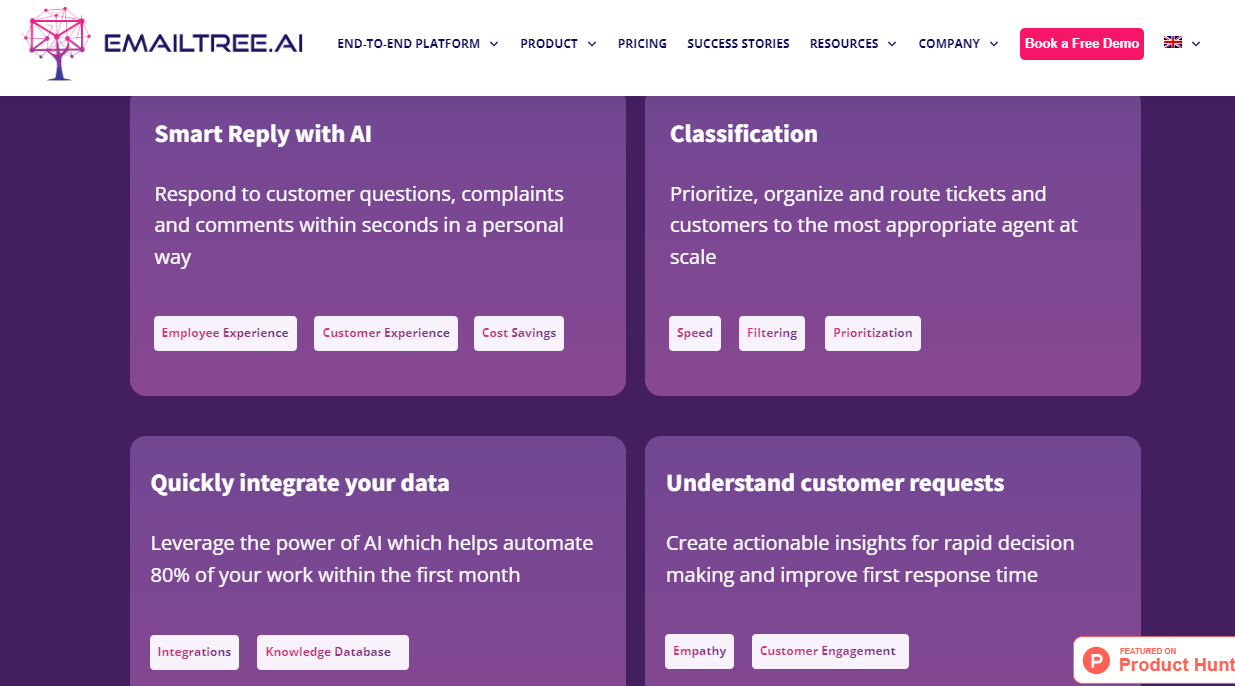 EMAILTREE.AI
END-TO-END PLATFORM PRODUCT PRICING SUCCESS STORIES RESOURCES COMPANY Book a Free Demo
Smart Reply with AI
Respond to customer questions, complaints
and comments within seconds in a personal
way
Employee Experience Customer Experience Cost Savings
Classification
Prioritize, organize and route tickets and
customers to the most appropriate agent at
scale
Speed Filtering Prioritization
Quickly integrate your data
Leverage the power of AI which helps automate
80% of your work within the first month
Integrations Knowledge Database
Understand customer requests
Create actionable insights for rapid decision
making and improve first response time
Empathy Customer Engagement
P
FEATURED ON
Product Hunt